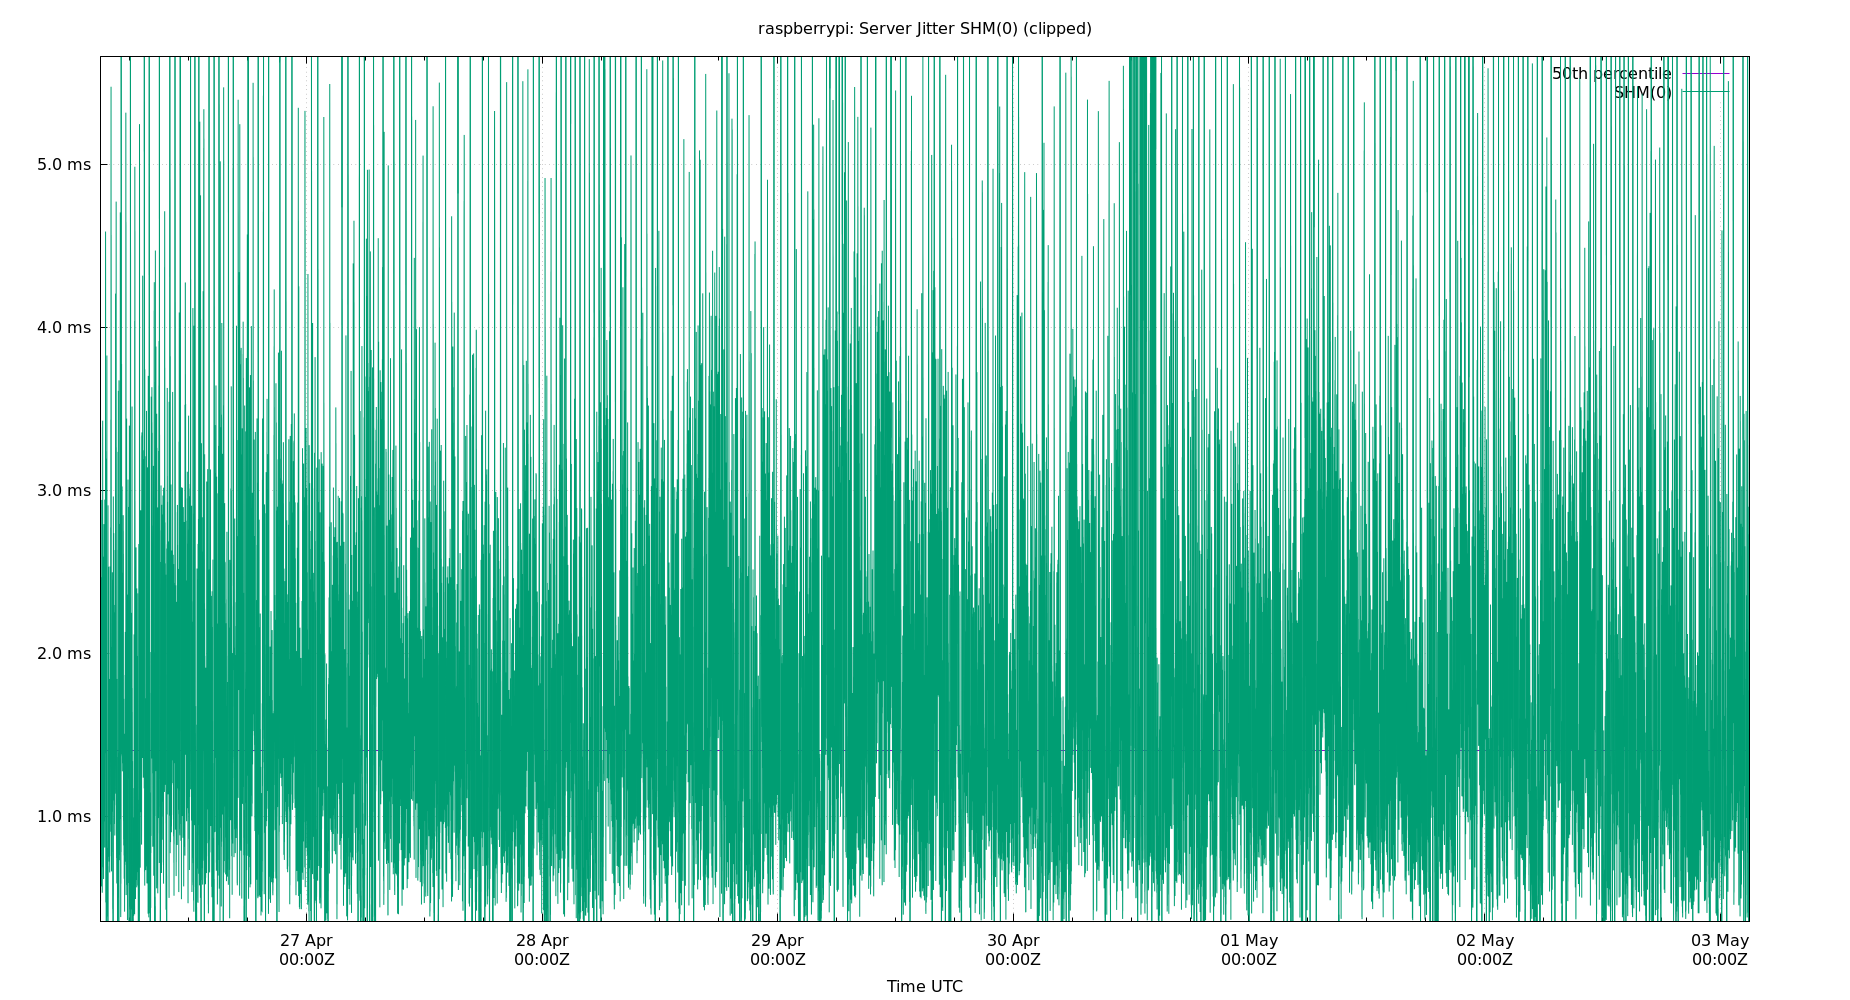 raspberrypi: Server Jitter SHM(0) (clipped)
50th percentile
SHM(0)
5.0 ms
4.0 ms
3.0 ms
2.0 ms
1.0 ms
27 Apr 28 Apr 29 Apr 30 Apr 01 May 02 May 03 May
00:00Z 00:00Z 00:00Z 00:00Z 00:00Z 00:00Z 00:00Z
Time UTC